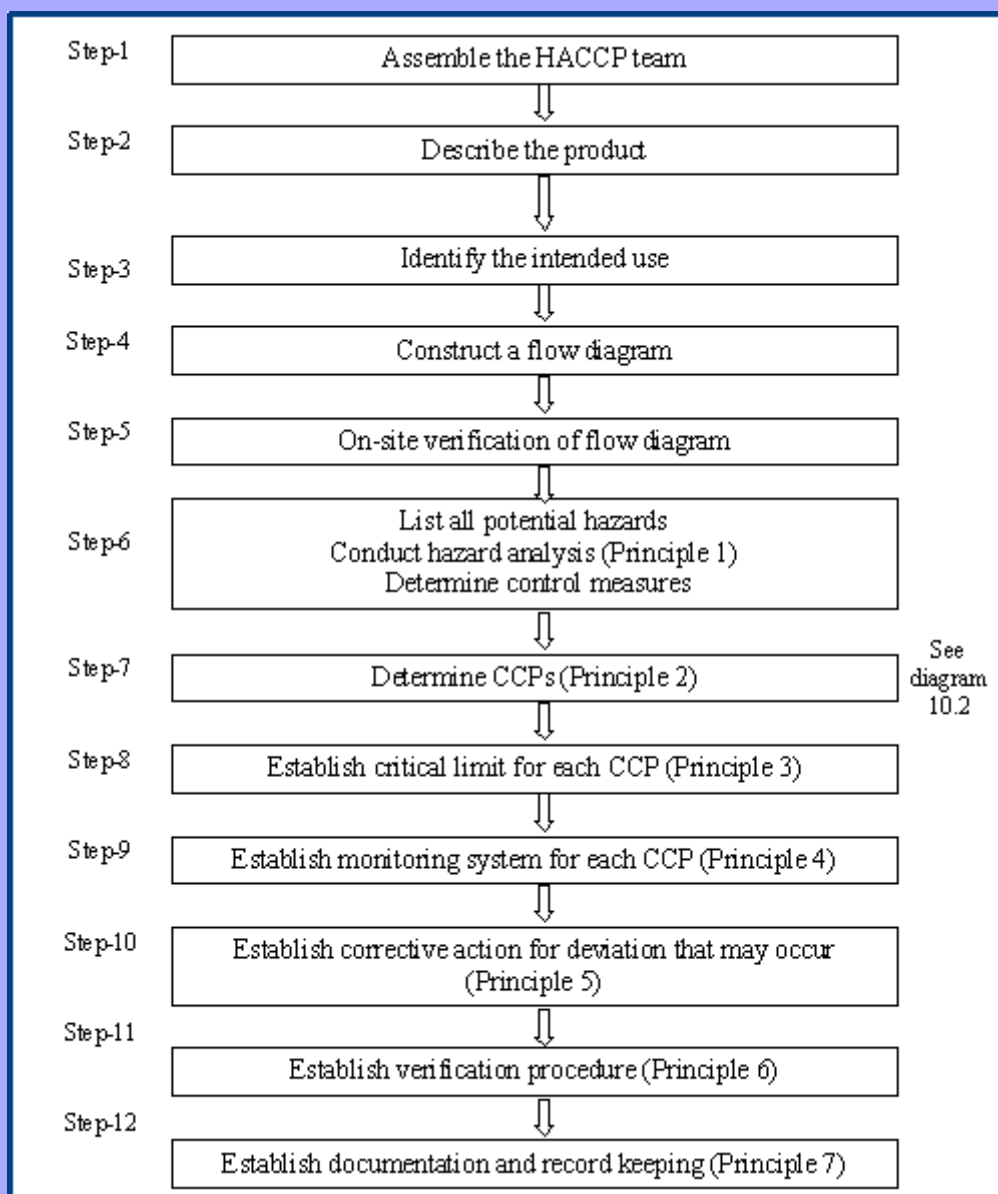 Step-1
Assemble the HACCP team
Step-2
Describe the product
Step-3
Identify the intended use
Step-4
Construct a flow diagram
Step-5
On-site verification of flow diagram
Step-6
List all potential hazards
Conduct hazard analysis (Principle 1)
Determine control measures
Step-7
Determine CCPs (Principle 2)
See
diagram
10.2
Step-8
Establish critical limit for each CCP (Principle 3)
Step-9
Establish monitoring system for each CCP (Principle 4)
Step-10
Establish corrective action for deviation that may occur
(Principle 5)
Step-11
Establish verification procedure (Principle 6)
Step-12
Establish documentation and record keeping (Principle 7)